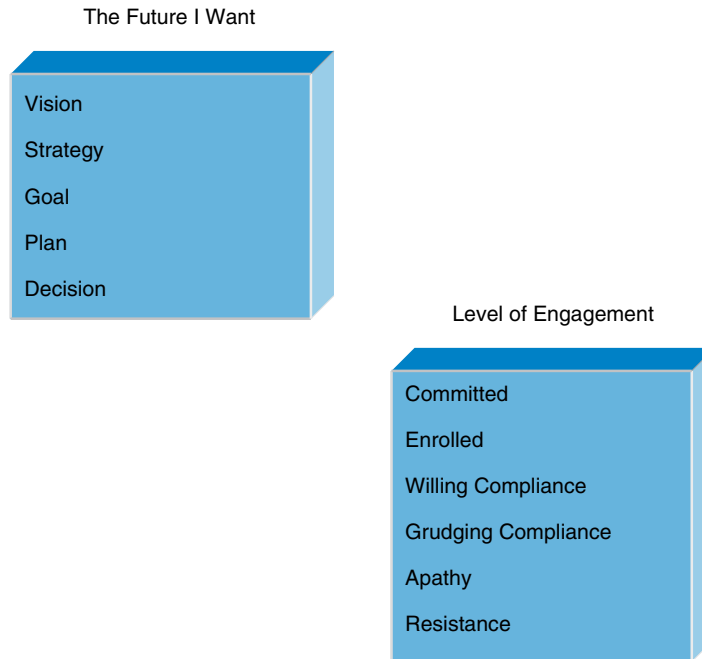 The Future I Want
Vision
Strategy
Goal
Plan
Decision
Level of Engagement
Committed
Enrolled
Willing Compliance
Grudging Compliance
Apathy
Resistance